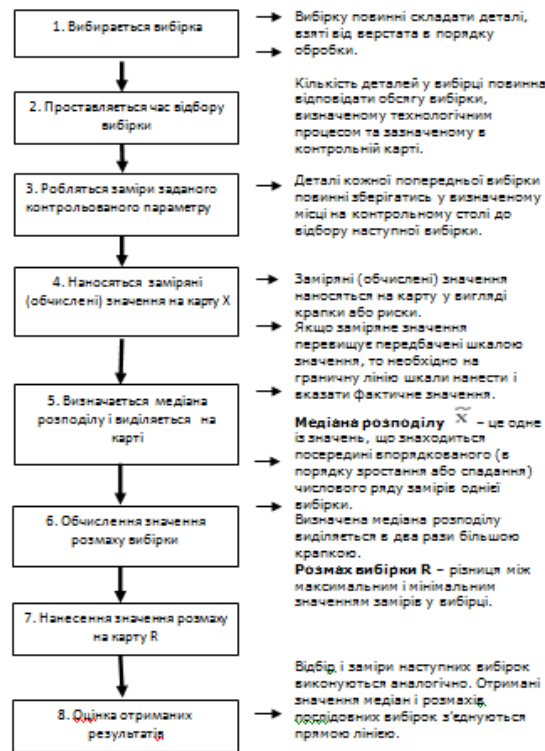 1. Вибирається вибірка
Вибірку повинні складати деталі,
взяті від верстата в порядку
обробки.
2. Проставляється час відбору
вибірки
Кількість деталей у вибірці повинна
відповідати обсягу вибірки,
визначеному технологічним
процесом та зазначеному в
контрольній карті.
3. Робляться заміри заданого
контрольованого параметру
Деталі кожної попередньої вибірки
повинні зберігатись у визначеному
місці на контрольному столі до
відбору наступної вибірки.
4. Наносяться заміряні
(обчислені) значення на карту X
Заміряні (обчислені) значення
наносяться на карту у вигляді
крапки або риски.
Якщо заміряне значення
перевищує передбачені шкалою
значення, то необхідно на
граничну лінію шкали нанести і
вказати фактичне значення.
5. Визначається медіана
розподілу і виділяється на
карті
Медіана розподілу x̃ – це одне
із значень, що знаходиться
посередині впорядкованого (в
порядку зростання або спадання)
числового ряду замірів однієї
вибірки.
6. Обчислення значення
розмаху вибірки
Визначена медіана розподілу
виділяється в два рази більшою
крапкою.
Розмах вибірки R – різниця між
максимальним і мінімальним
значенням замірів у вибірці.
7. Нанесення значення розмаху
на карту R
8. Оцінка отриманих
результатів
Відбір і заміри наступних вибірок
виконуються аналогічно. Отримані
значення медіан і розмахів
послідовних вибірок з'єднуються
прямою лінією.